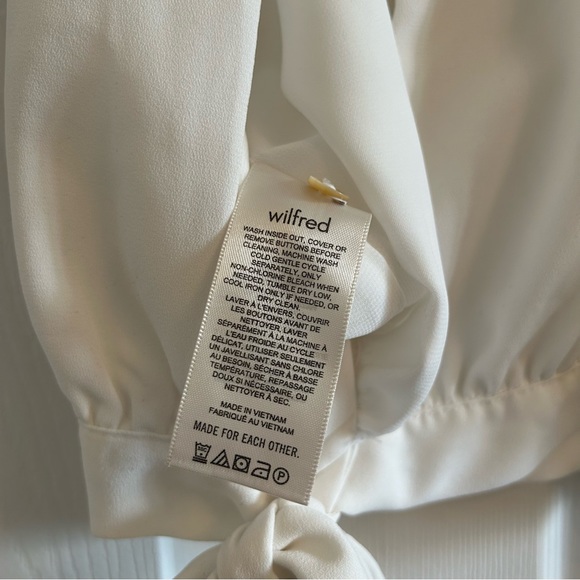 wilfred
WASH INSIDE OUT, COVER OR
REMOVE BUTTONS BEFORE
CLEANING, MACHINE WASH
COLD GENTLE CYCLE
SEPARATELY, ONLY
NON-CHLORINE BLEACH WHEN
NEEDED, TUMBLE DRY LOW,
COOL IRON ONLY IF NEEDED, OR
DRY CLEAN.
LAVER À L'ENVERS, COUVRIR
LES BOUTONS AVANT DE
NETTOYER. LAVER
SÉPARÉMENT À LA MACHINE À
L'EAU FROIDE AU CYCLE
DÉLICAT, UTILISER SEULEMENT
UN JAVELLISANT SANS CHLORE
AU BESOIN, SÉCHER À BASSE
TEMPÉRATURE, REPASSAGE
DOUX SI NÉCESSAIRE, OU
NETTOYER À SEC.
MADE IN VIETNAM
FABRIQUÉ AU VIETNAM
MADE FOR EACH OTHER.